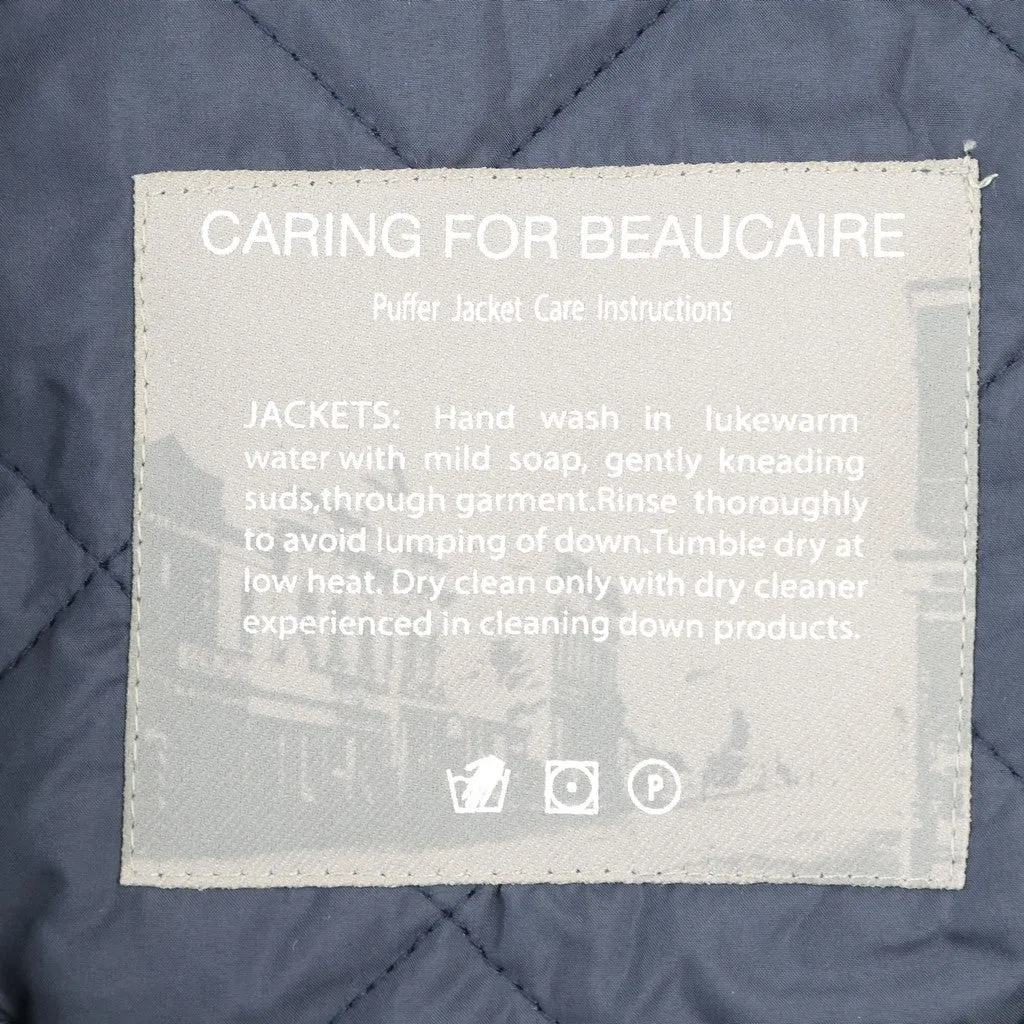 CARING FOR BEAUCAIRE
Puffer Jacket Care Instructions
JACKETS: Hand wash in lukewarm
water with mild soap, gently kneading
suds,through garment.Rinse thoroughly
to avoid lumping of down.Tumble dry at
low heat. Dry clean only with dry cleaner
experienced in cleaning down products.
P